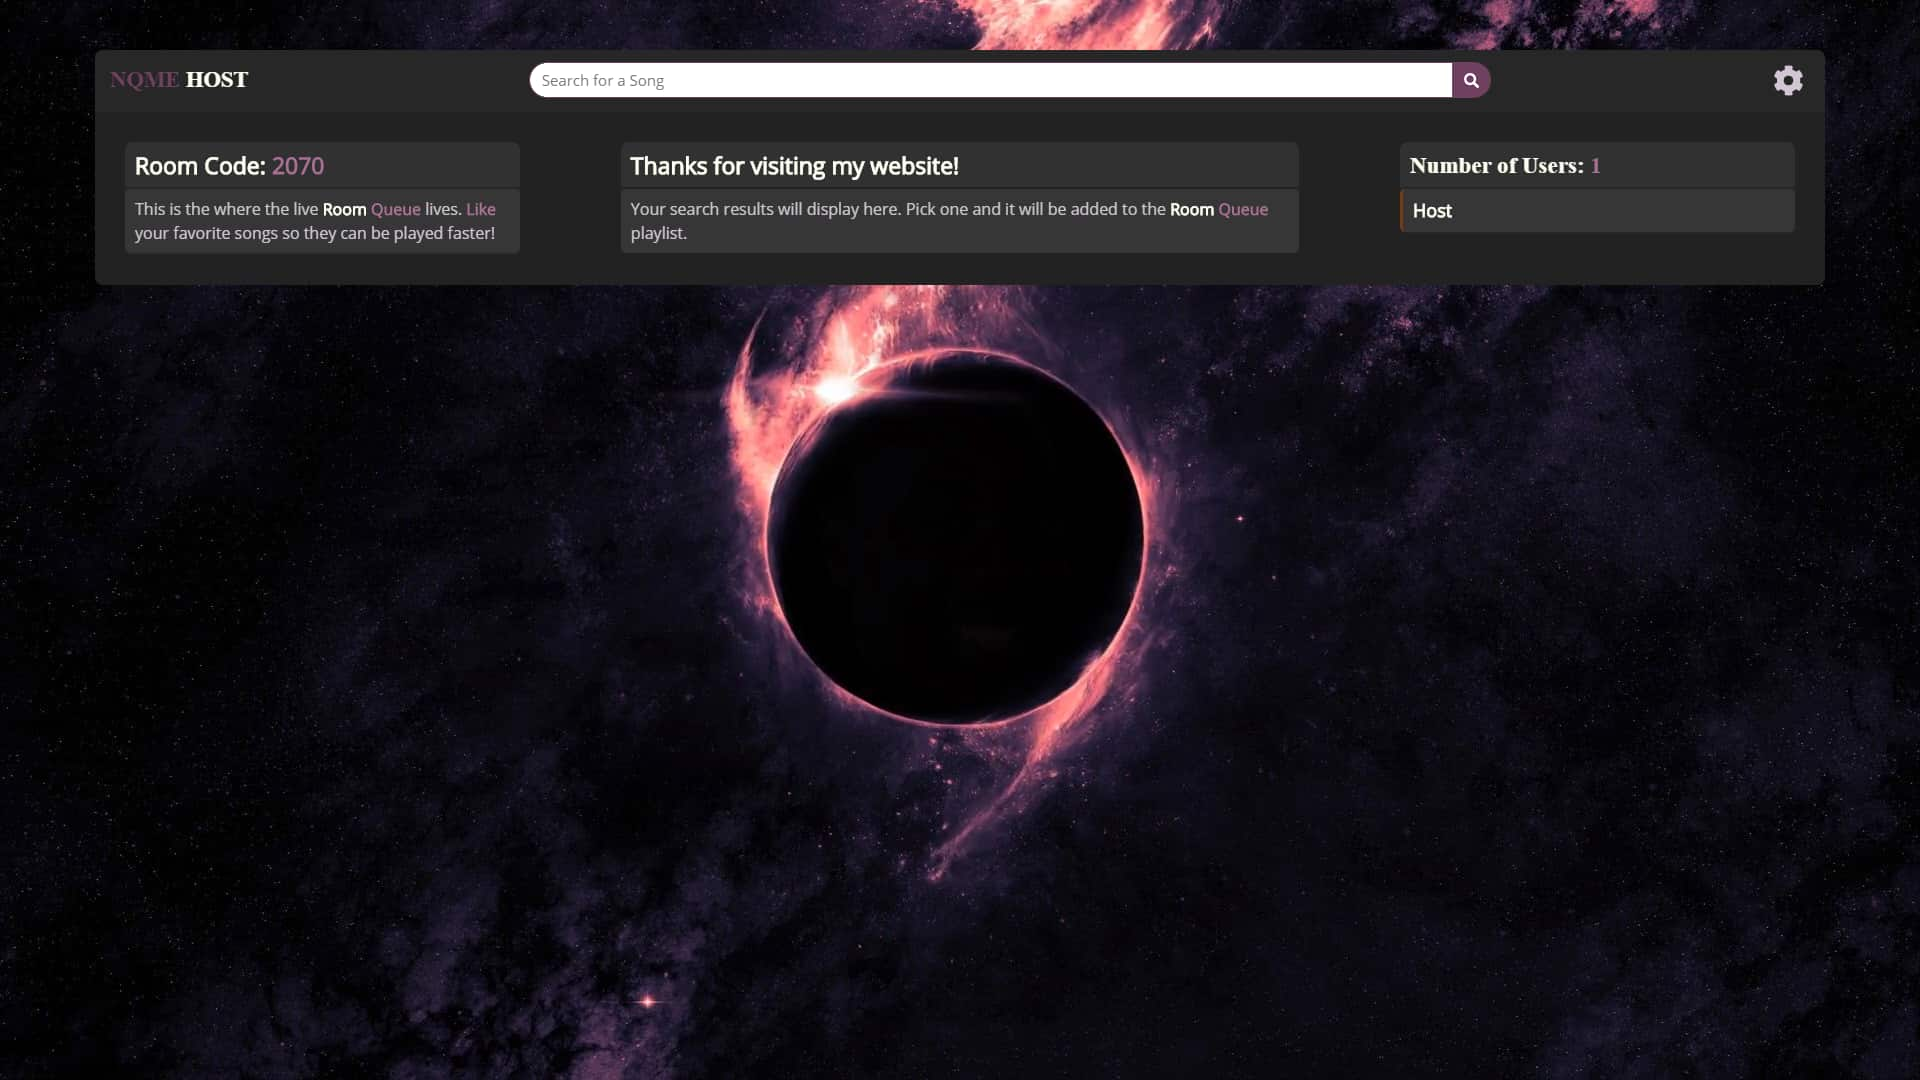 NQME HOST
Search for a Song
Room Code: 2070
This is the where the live Room Queue lives. Like
your favorite songs so they can be played faster!
Thanks for visiting my website!
Your search results will display here. Pick one and it will be added to the Room Queue
playlist.
Number of Users: 1
Host